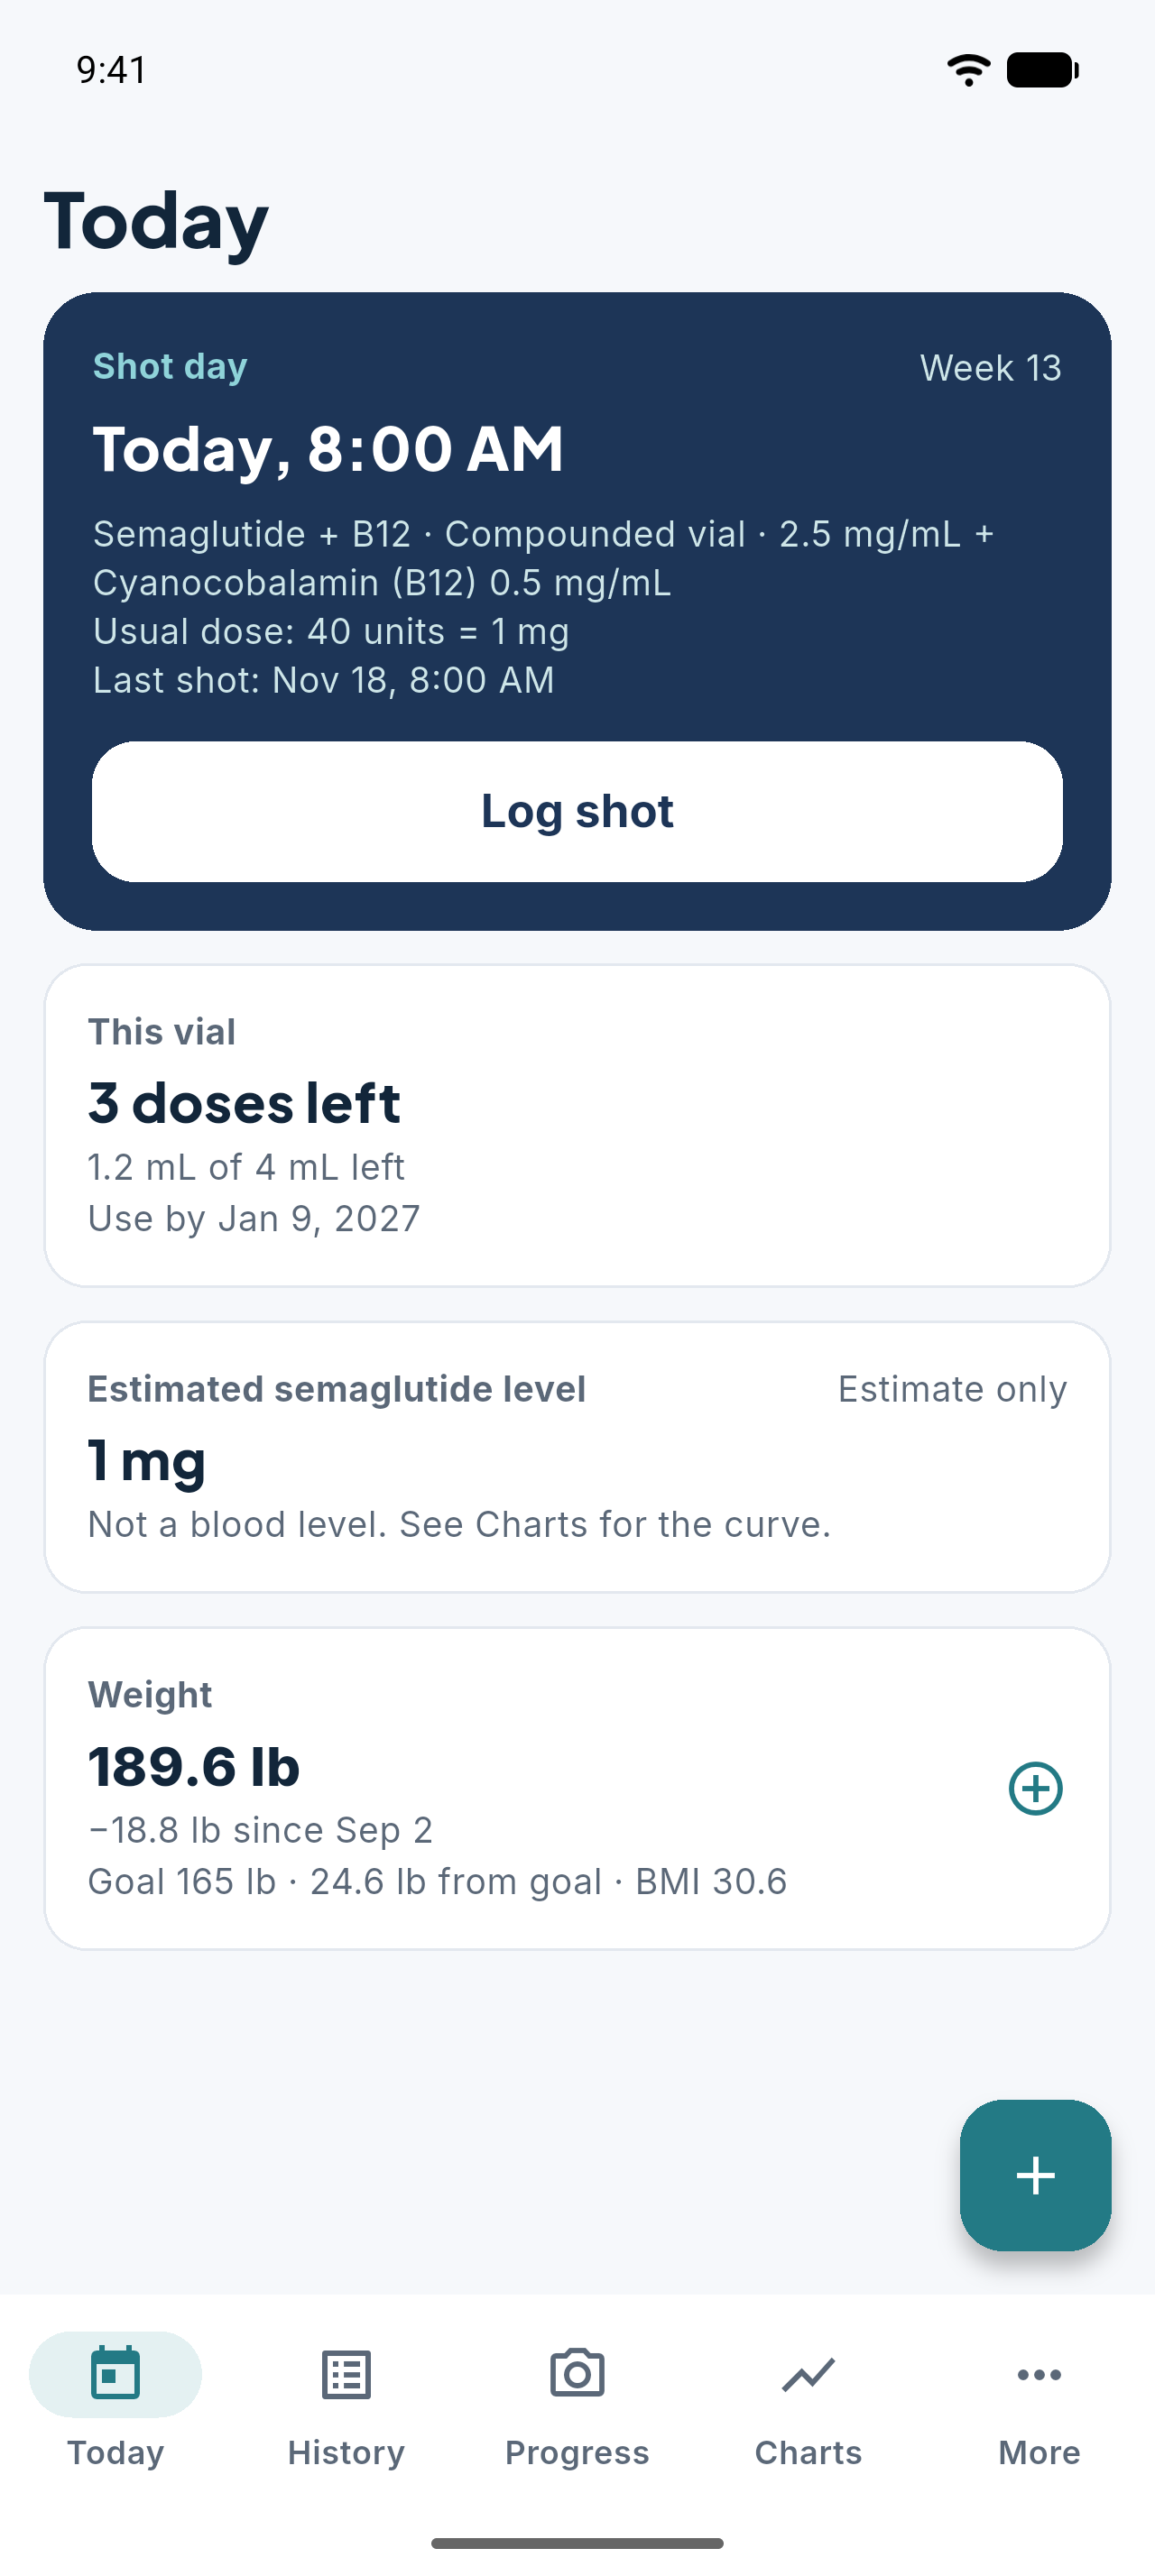 9:41
Today
Shot day
Week 13
Today, 8:00 AM
Semaglutide + B12 · Compounded vial · 2.5 mg/mL +
Cyanocobalamin (B12) 0.5 mg/mL
Usual dose: 40 units = 1 mg
Last shot: Nov 18, 8:00 AM
Log shot
This vial
3 doses left
1.2 mL of 4 mL left
Use by Jan 9, 2027
Estimated semaglutide level
Estimate only
1 mg
Not a blood level. See Charts for the curve.
Weight
189.6 lb
−18.8 lb since Sep 2
Goal 165 lb · 24.6 lb from goal · BMI 30.6
Today
History
Progress
Charts
More